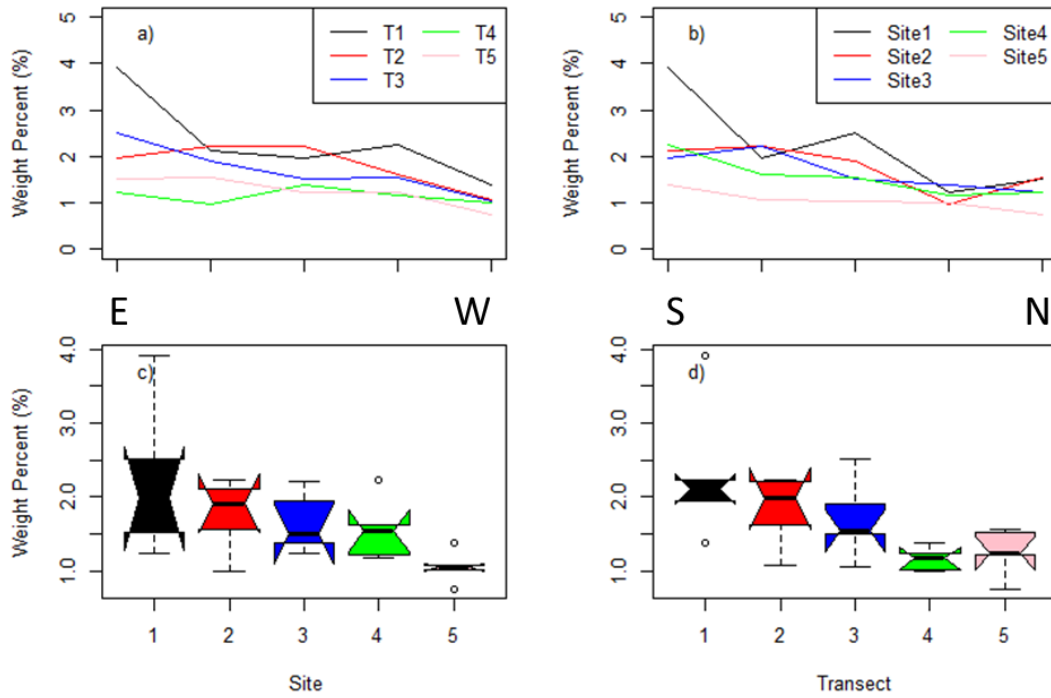 a)
T1 T4
T2 T5
T3
Weight Percent (%)
5
4
3
2
1
0
b)
Site1 Site4
Site2 Site5
Site3
Weight Percent (%)
5
4
3
2
1
0
E W
S N
c)
Weight Percent (%)
4.0
3.0
2.0
1.0
1 2 3 4 5
Site
d)
Weight Percent (%)
4.0
3.0
2.0
1.0
1 2 3 4 5
Transect